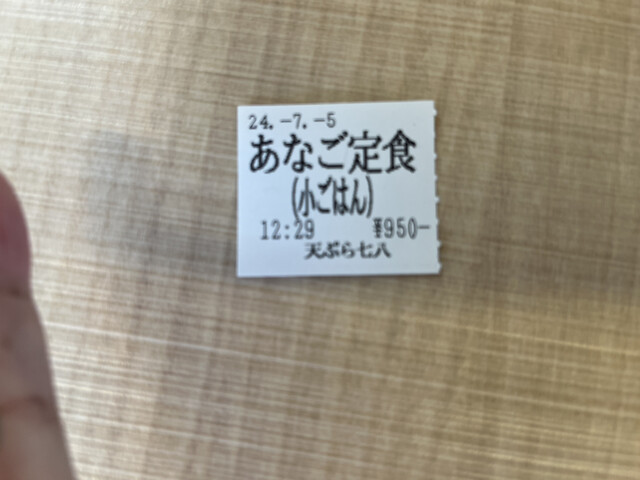 24.-7.-5
あなご定食
(小ごはん)
12:29 ¥950-
天ぷら七八